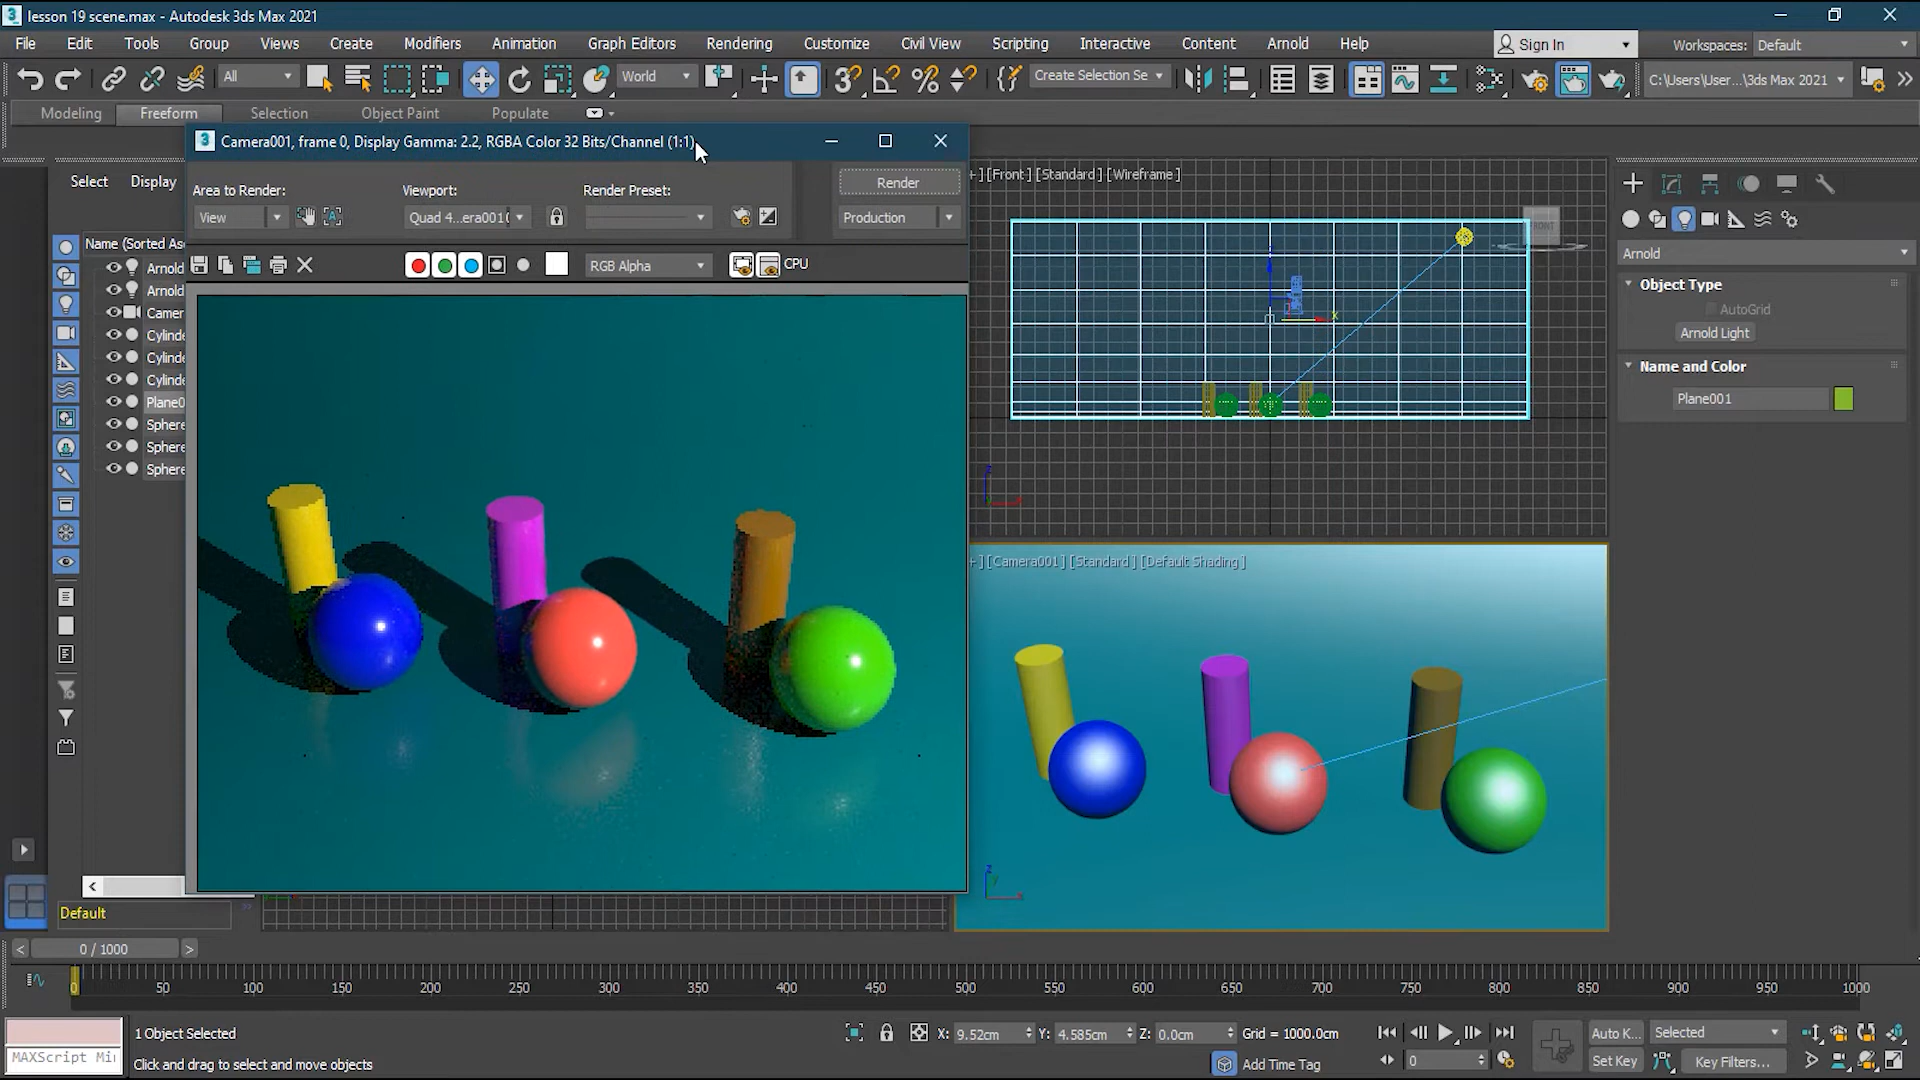 lesson 19 scene.max - Autodesk 3ds Max 2021
File Edit Tools Group Views Create Modifiers Animation Graph Editors Rendering Customize Civil View Scripting Interactive Content Arnold Help Sign In Workspaces: Default
All World Create Selection Se C:\Users\User...\3ds Max 2021
Modeling Freeform Selection Object Paint Populate
Camera001, frame 0, Display Gamma: 2.2, RGBA Color 32 Bits/Channel (1:1)
Select Display
Area to Render: Viewport: Render Preset: Render
View Quad 4...era001( Production
Name (Sorted Asc
RGB Alpha CPU
Arnold
Arnold
Camer
Cylinde
Cylinde
Cylinde
Plane0
Sphere
Sphere
Sphere
+ ] [Front ] [Standard ] [Wireframe ]
FRONT
+ ] [Camera001 ] [Standard ] [Default Shading ]
Arnold
Object Type
AutoGrid
Arnold Light
Name and Color
Plane001
Default
0 / 1000
0 50 100 150 200 250 300 350 400 450 500 550 600 650 700 750 800 850 900 950 1000
1 Object Selected
X: 9.52cm Y: 4.585cm Z: 0.0cm Grid = 1000.0cm
Auto K... Selected
MAXScript Mi
Click and drag to select and move objects
Add Time Tag
0
Set Key Key Filters...